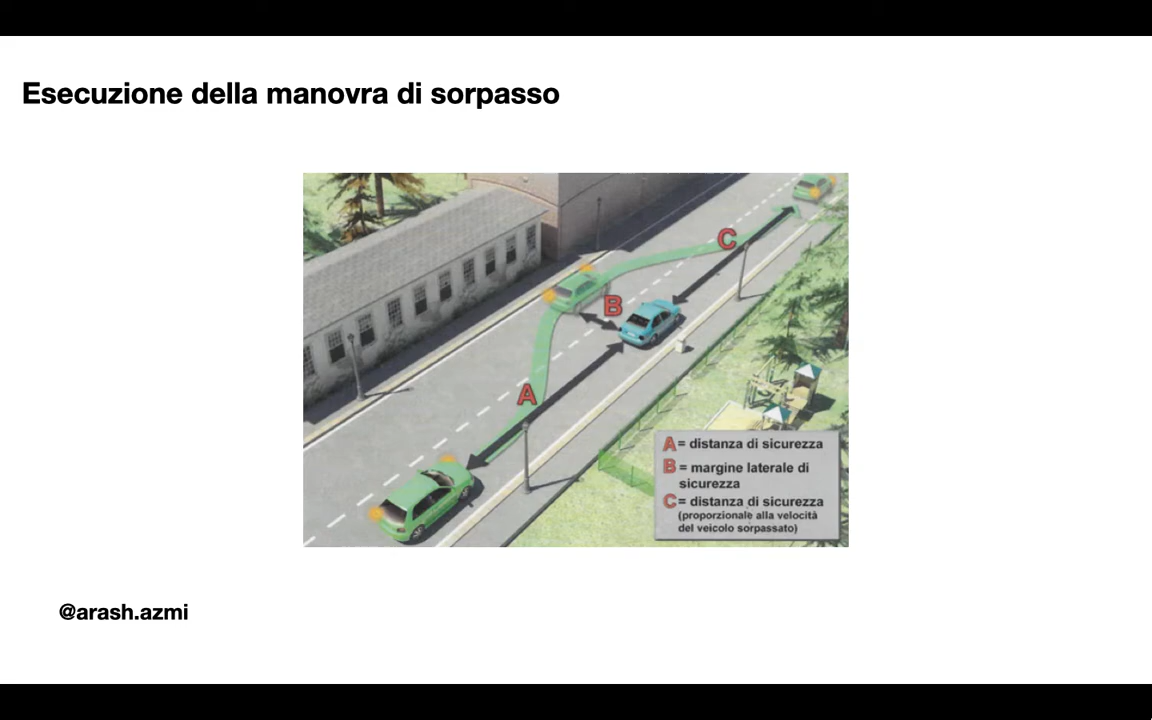 Esecuzione della manovra di sorpasso
C
B
A
A= distanza di sicurezza
B= margine laterale di
sicurezza
C= distanza di sicurezza
(proporzionale alla velocità
del veicolo sorpassato)
@arash.azmi